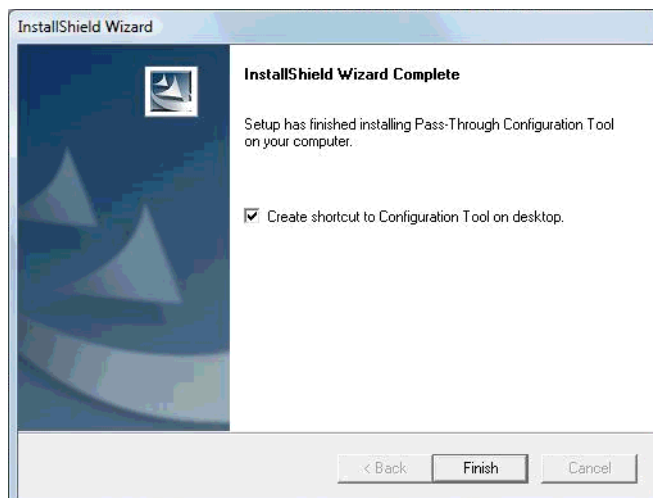 InstallShield Wizard
InstallShield Wizard Complete
Setup has finished installing Pass-Through Configuration Tool
on your computer.
Create shortcut to Configuration Tool on desktop.
< Back
Finish
Cancel